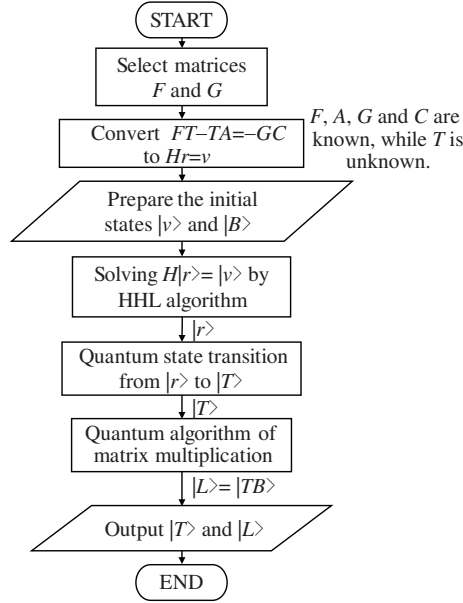 START
Select matrices
F and G
Convert FT–TA=–GC
to Hr=v
F, A, G and C are
known, while T is
unknown.
Prepare the initial
states |v⟩ and |B⟩
Solving H|r⟩= |v⟩ by
HHL algorithm
|r⟩
Quantum state transition
from |r⟩ to |T⟩
|T⟩
Quantum algorithm of
matrix multiplication
|L⟩= |TB⟩
Output |T⟩ and |L⟩
END